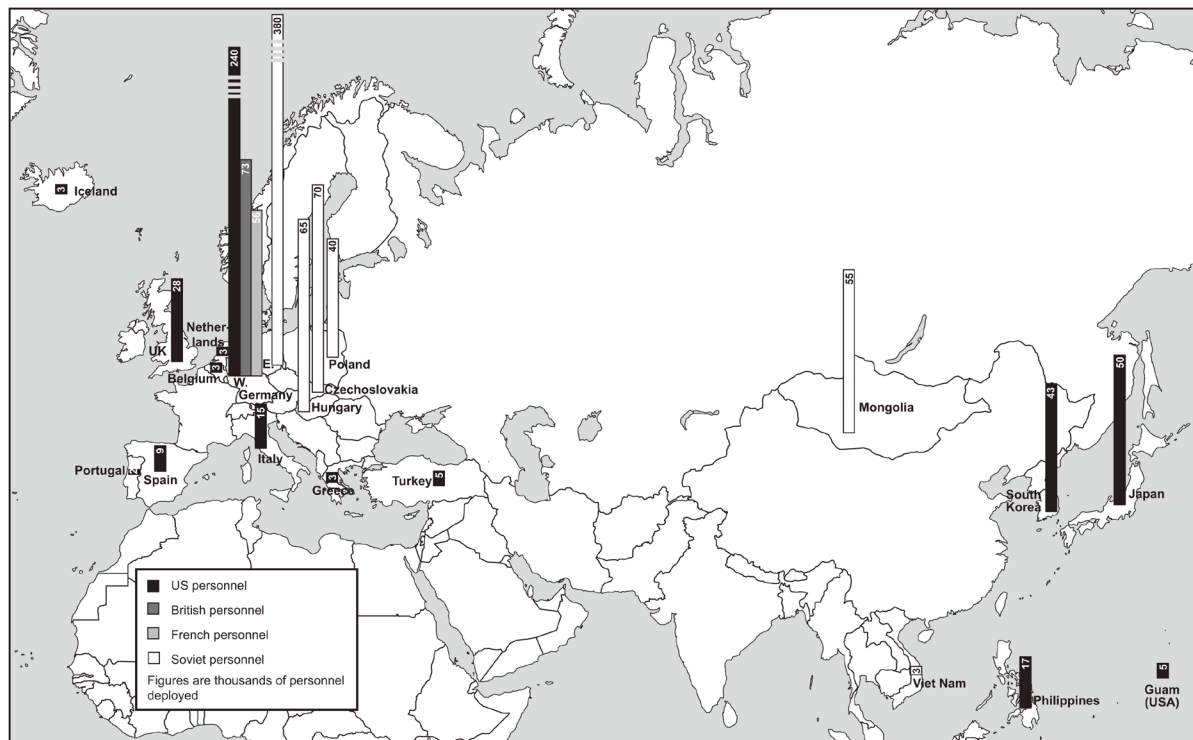 380
240
73
56
3
Iceland
70
65
40
28
Nether-
lands
3
UK
Belgium
3
W.
E.
Germany
Poland
Czechoslovakia
Hungary
15
Italy
Portugal
9
Spain
3
Greece
Turkey
5
55
Mongolia
43
South
Korea
50
Japan
3
Viet Nam
17
Philippines
5
Guam
(USA)
US personnel
British personnel
French personnel
Soviet personnel
Figures are thousands of personnel
deployed